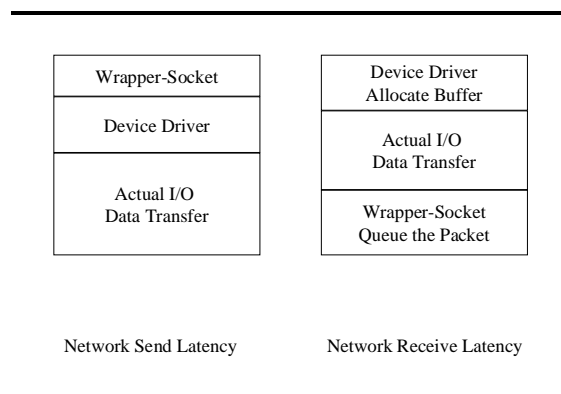 Wrapper-Socket
Device Driver
Actual I/O
Data Transfer
Network Send Latency
Device Driver
Allocate Buffer
Actual I/O
Data Transfer
Wrapper-Socket
Queue the Packet
Network Receive Latency